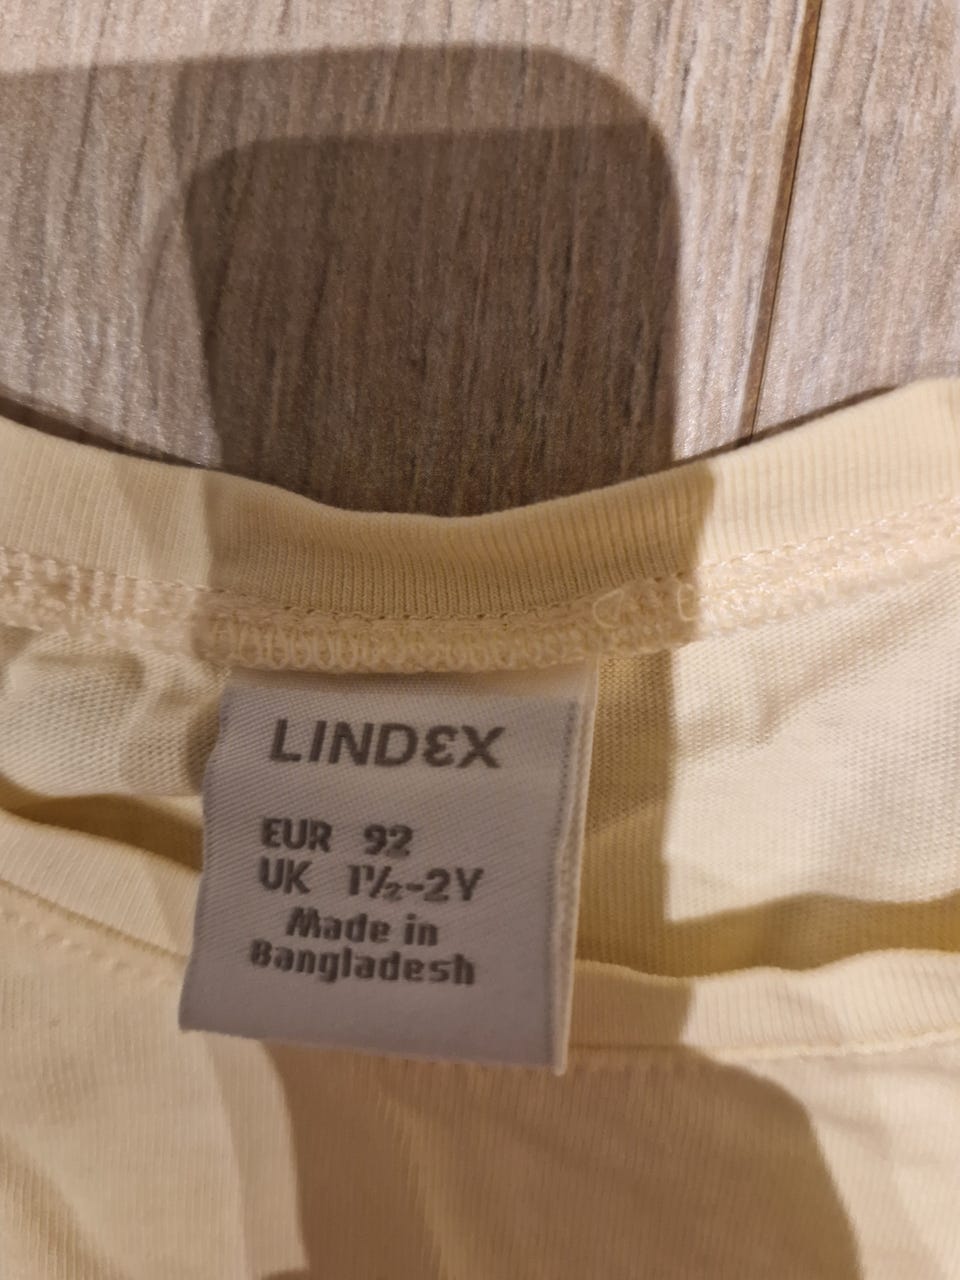 LINDEX
EUR 92
UK 1½-2Y
Made in
Bangladesh